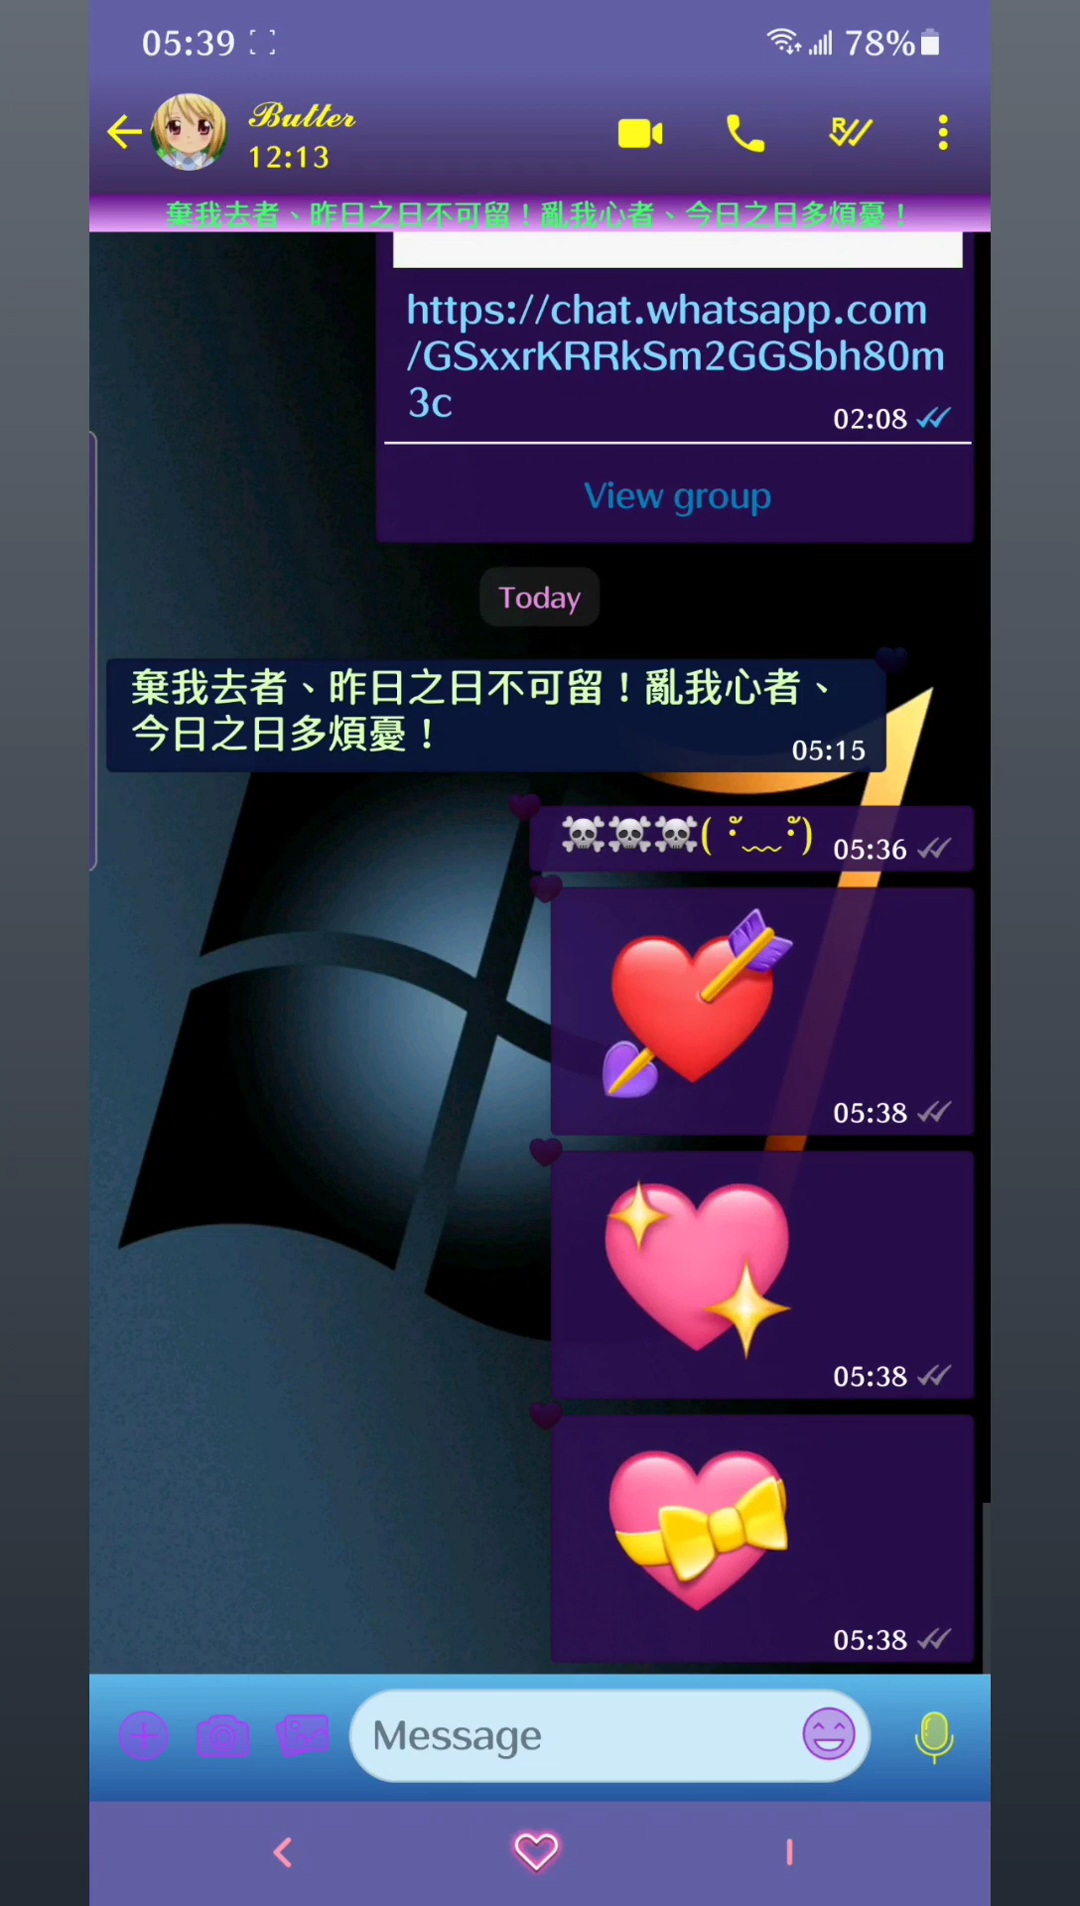 05:39
78%
Butter
12:13
棄我去者、昨日之日不可留！亂我心者、今日之日多煩憂！
https://chat.whatsapp.com
/GSxxrKRRkSm2GGSbh80m
3c
02:08
View group
Today
棄我去者、昨日之日不可留！亂我心者、
今日之日多煩憂！
05:15
☠️☠️☠️( ･᷄﹏･᷅) 05:36
05:38
05:38
05:38
Message